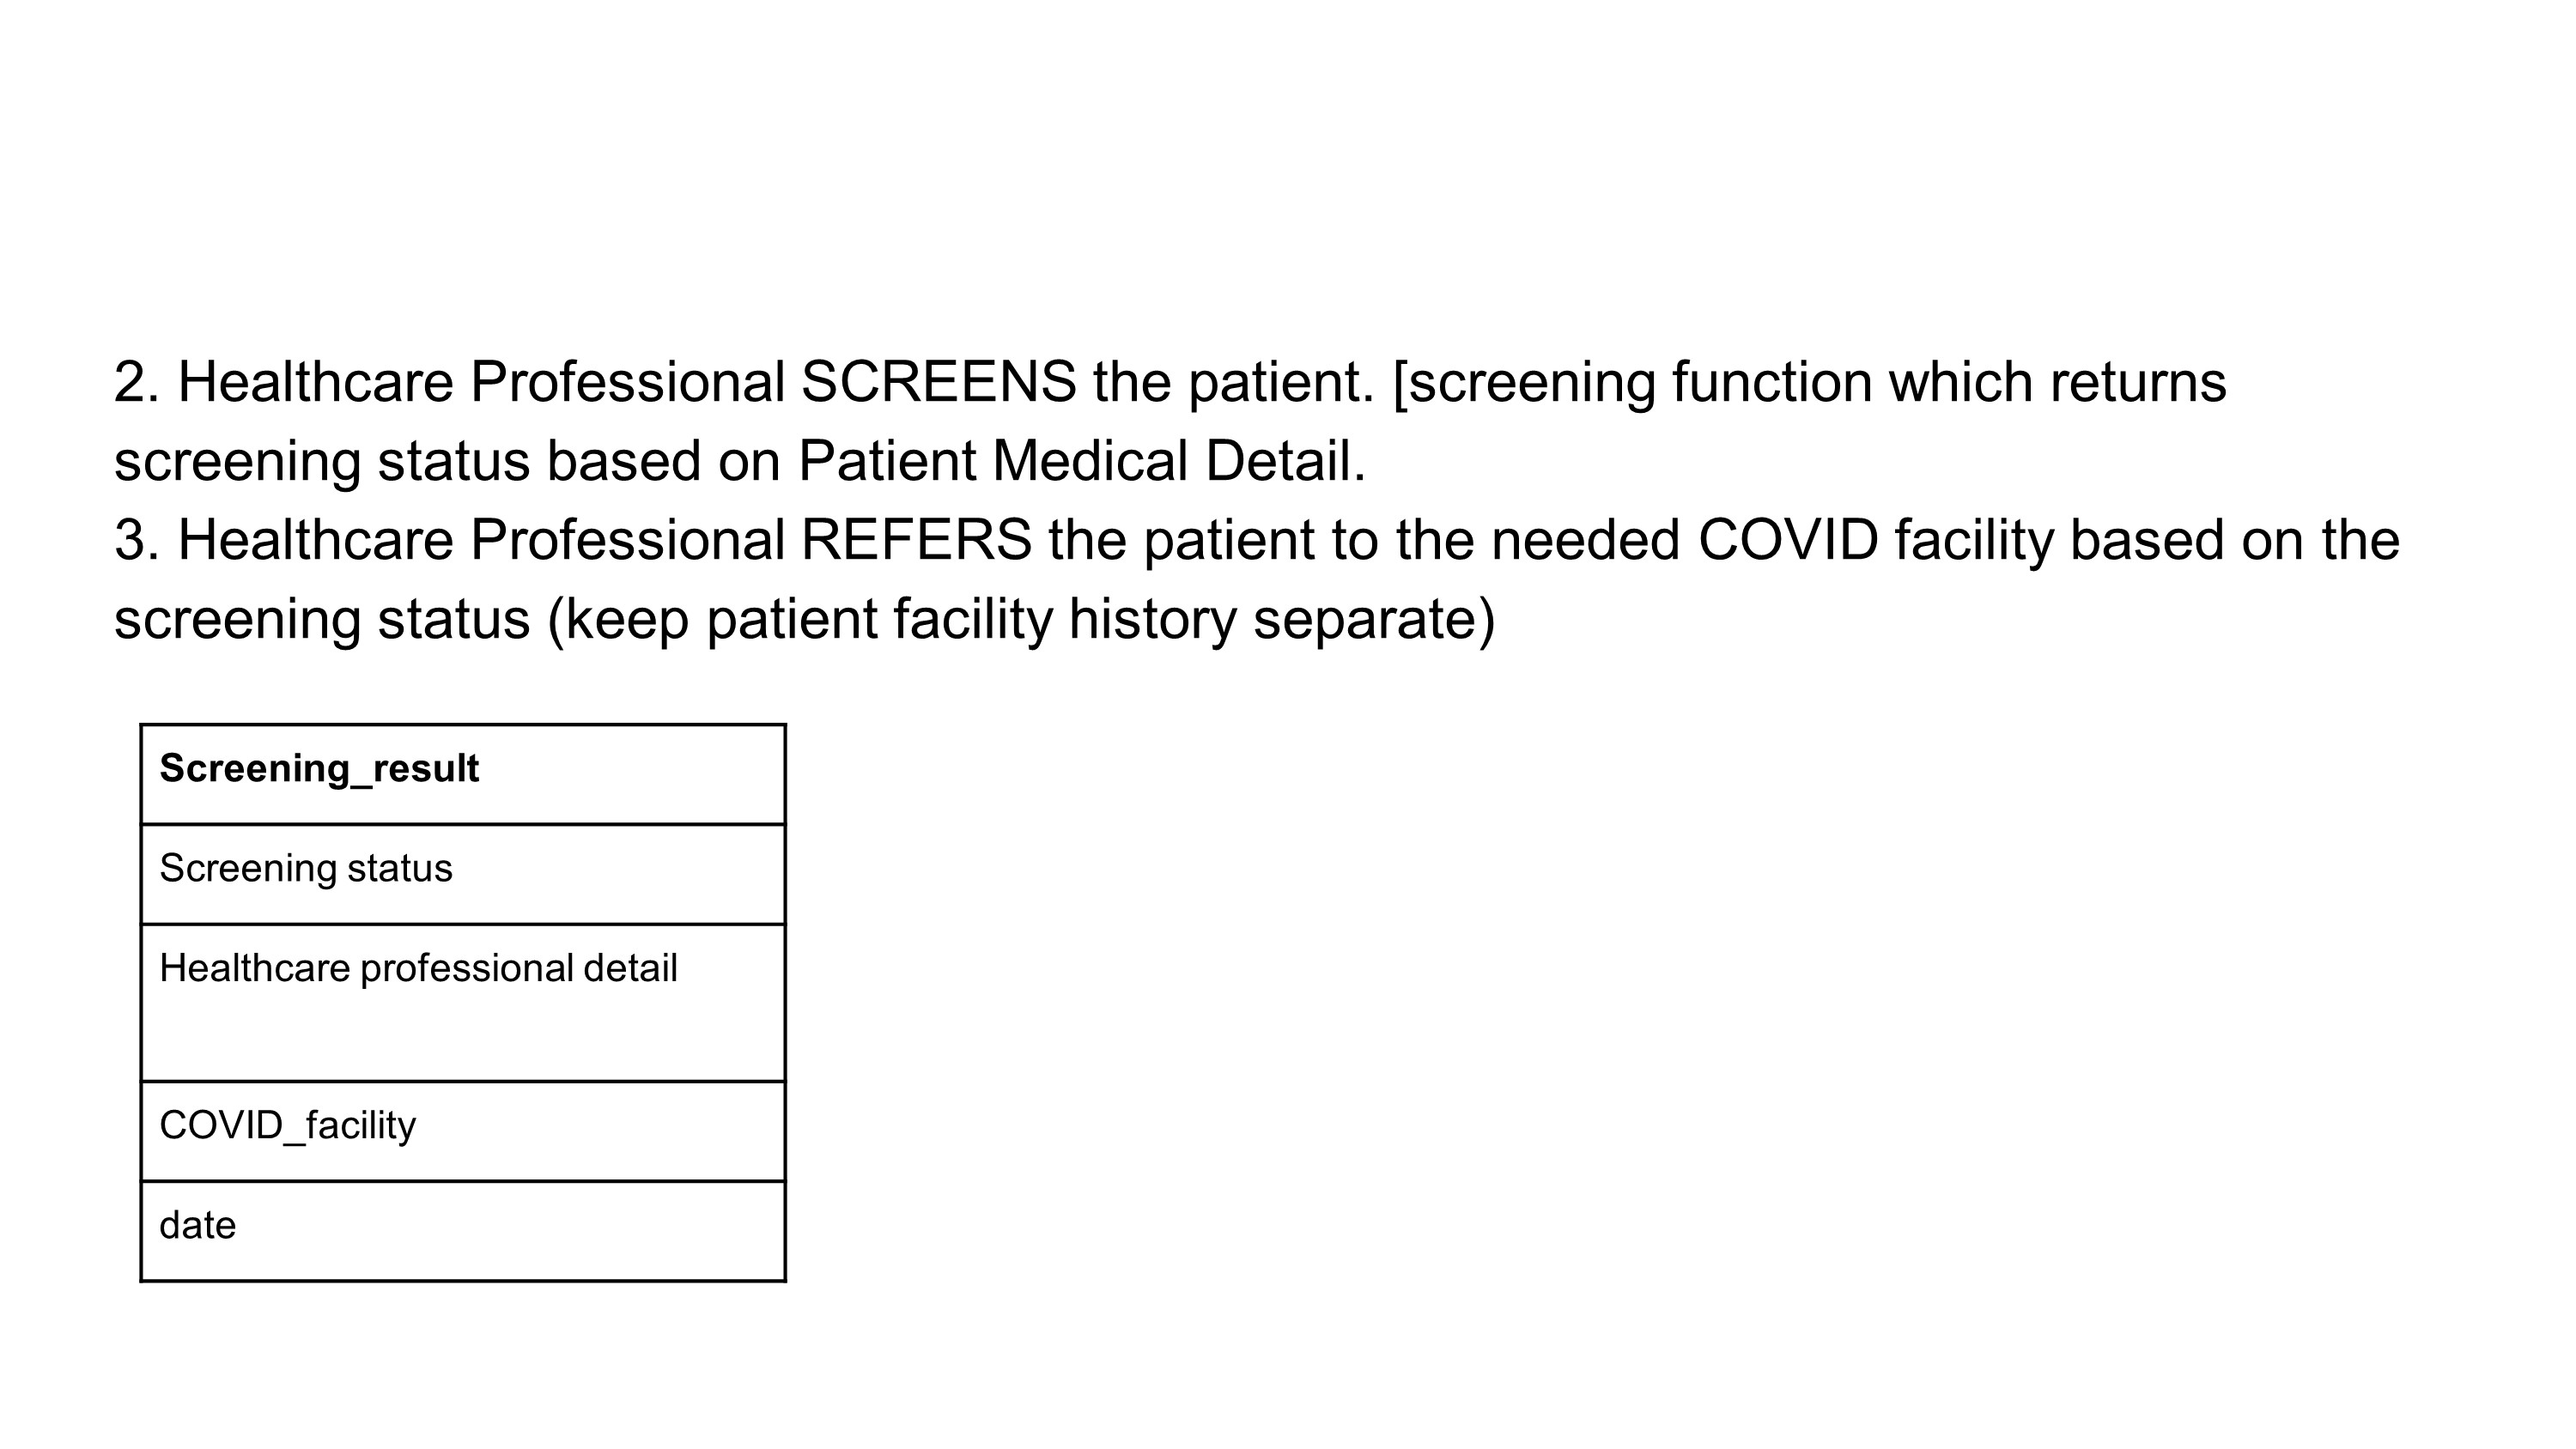 2. Healthcare Professional SCREENS the patient. [screening function which returns
screening status based on Patient Medical Detail.
3. Healthcare Professional REFERS the patient to the needed COVID facility based on the
screening status (keep patient facility history separate)
Screening_result
Screening status
Healthcare professional detail
COVID_facility
date